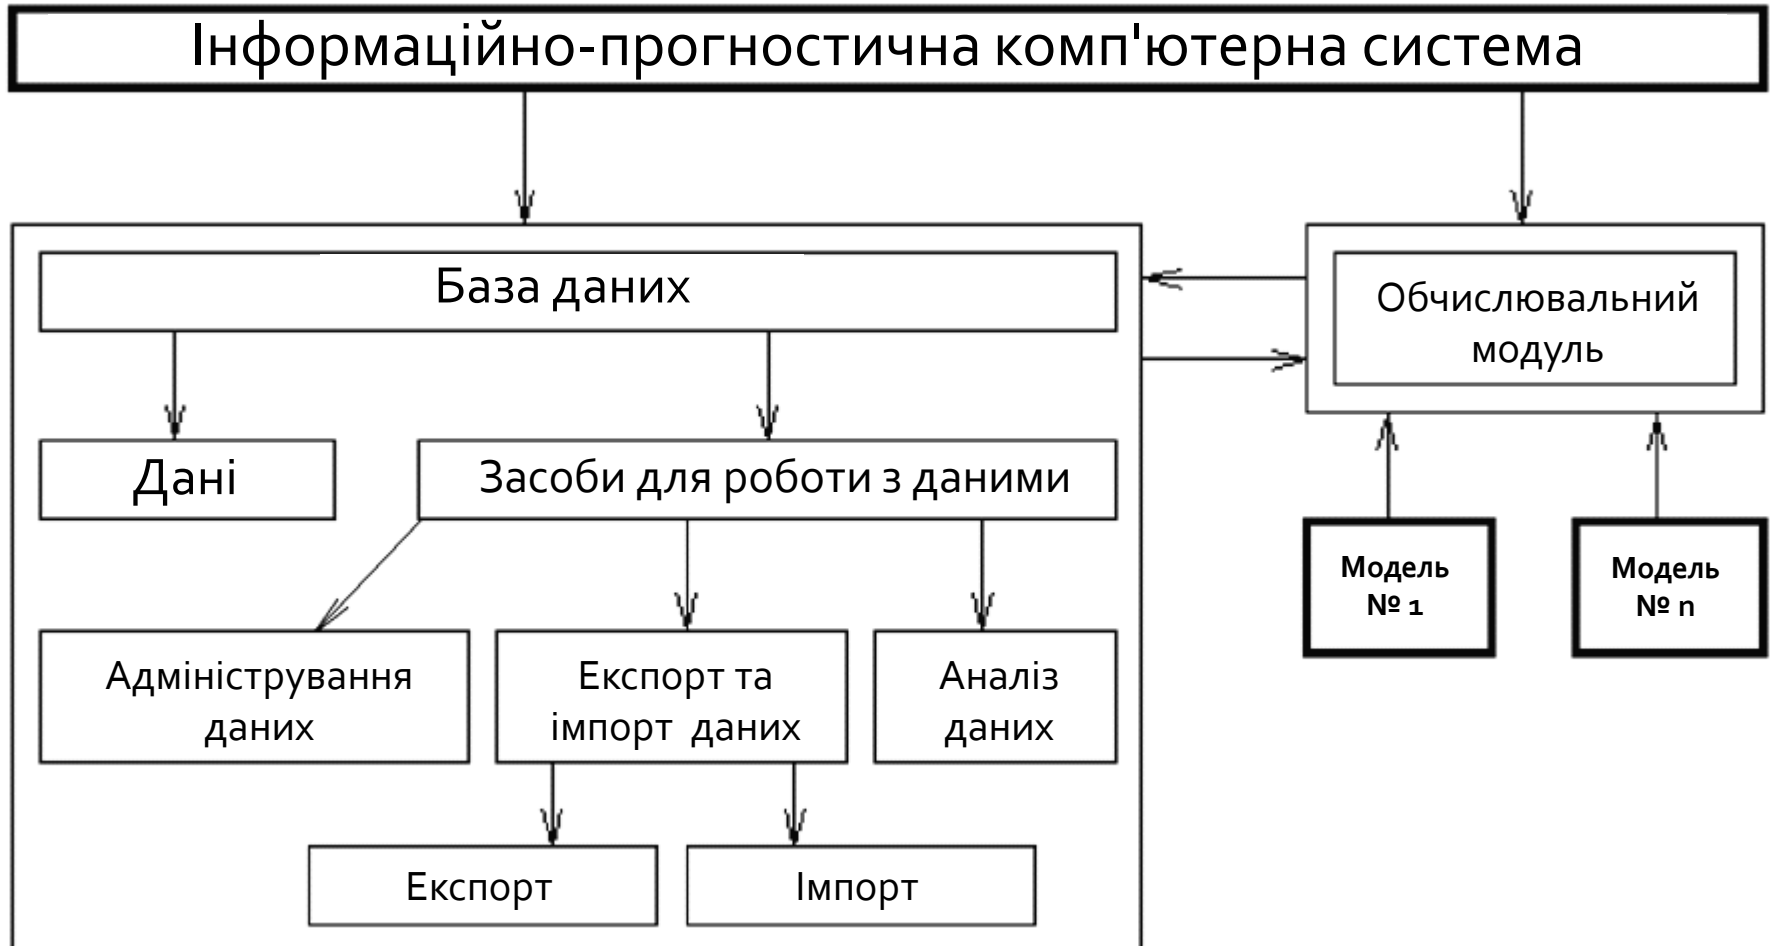 Інформаційно-прогностична комп'ютерна система
База даних
Обчислювальний
модуль
Дані
Засоби для роботи з даними
Модель
№ 1
Модель
№ n
Адміністрування
даних
Експорт та
імпорт даних
Аналіз
даних
Експорт
Імпорт